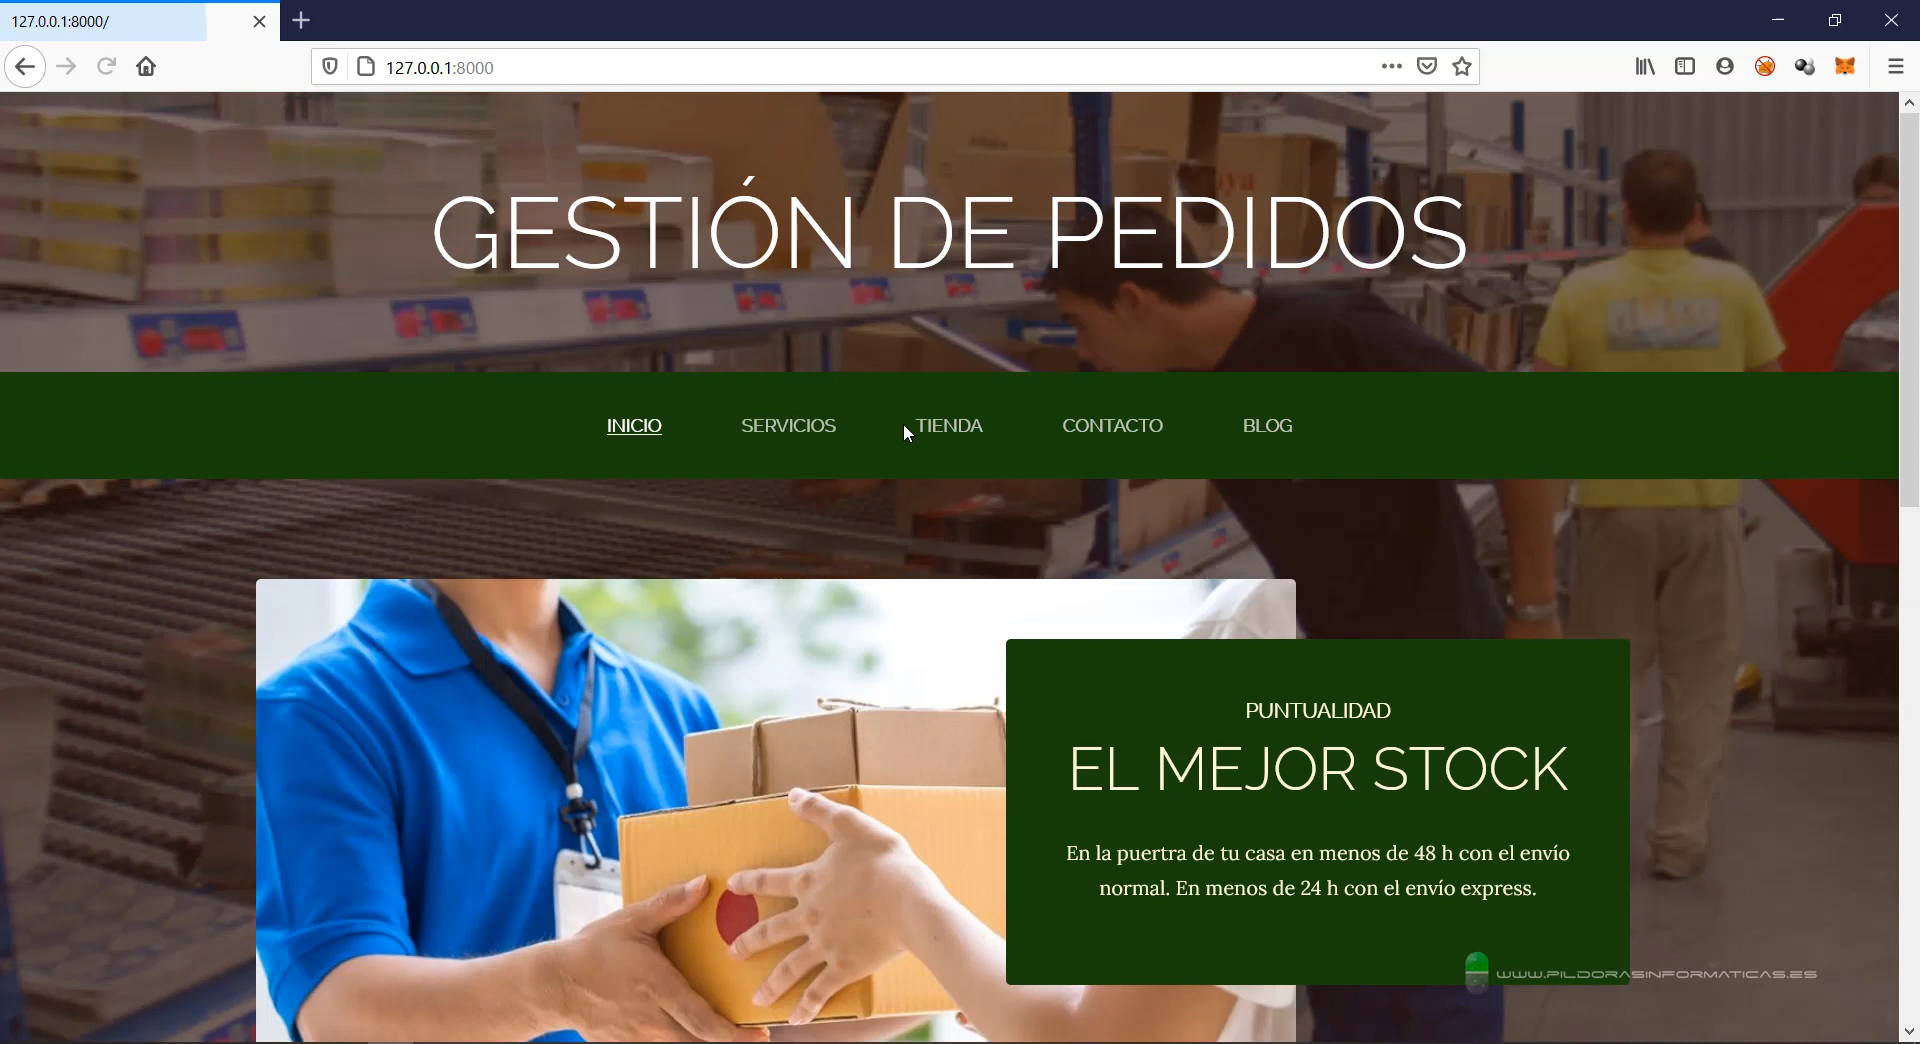 127.0.0.1:8000/
127.0.0.1:8000
GESTIÓN DE PEDIDOS
INICIO
SERVICIOS
TIENDA
CONTACTO
BLOG
PUNTUALIDAD
EL MEJOR STOCK
En la puertra de tu casa en menos de 48 h con el envío
normal. En menos de 24 h con el envío express.
WWW.PILDORASINFORMATICAS.ES